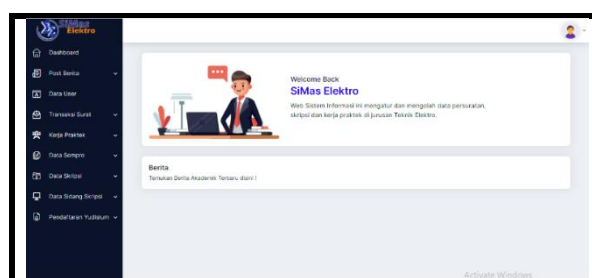 SiMas
Elektro
Dashboard
Post Berita
Data User
Transaksi Surat
Kerja Praktek
Data Sempro
Data Skripsi
Data Sidang Skripsi
Pendaftaran Yudisium
Welcome Back
SiMas Elektro
Web Sistem Informasi ini mengatur dan mengolah data persuratan,
skripsi dan kerja praktek di jurusan Teknik Elektro.
Berita
Temukan Berita Akademik Terbaru disini !
Activate Windows